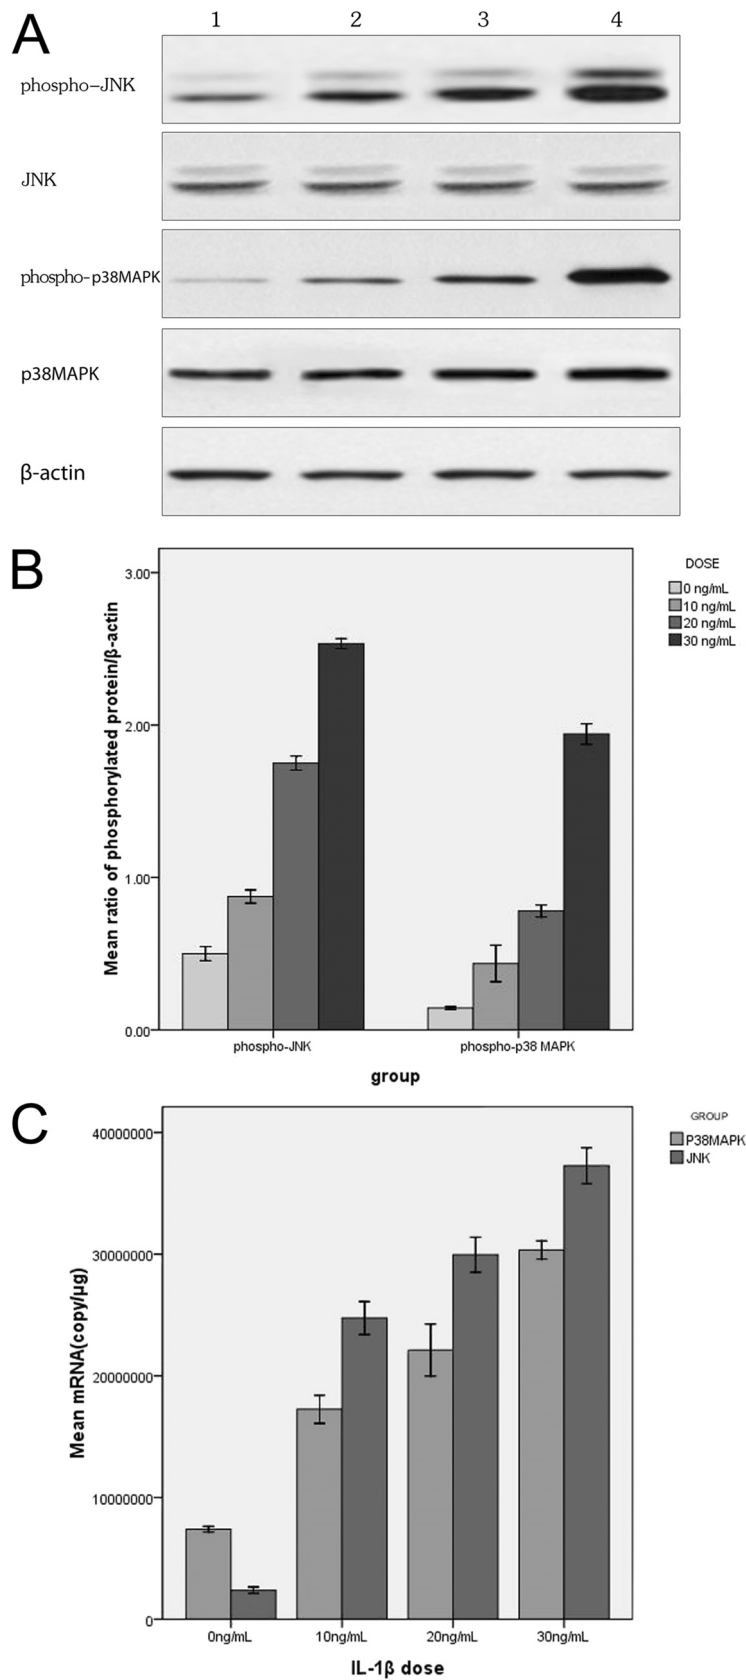 A
1 2 3 4
phospho-JNK
JNK
phospho-p38MAPK
p38MAPK
β-actin
B
Mean ratio of phosphorylated protein/β-actin
3.00
2.00
1.00
0.00
phospho-JNK phospho-p38 MAPK
group
DOSE
0 ng/mL
10 ng/mL
20 ng/mL
30 ng/mL
C
Mean mRNA(copy/μg)
40000000
30000000
20000000
10000000
0
0ng/mL 10ng/mL 20ng/mL 30ng/mL
IL-1β dose
GROUP
P38MAPK
JNK